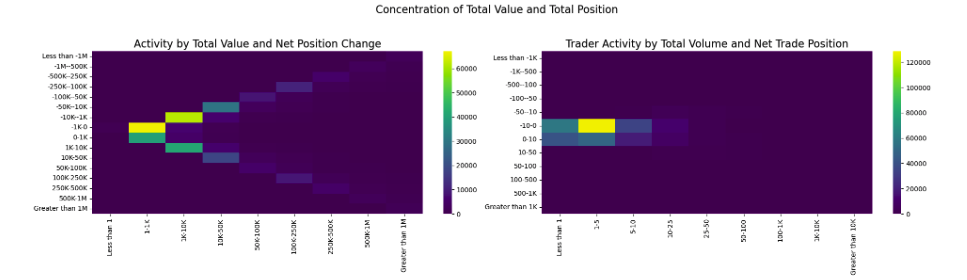 Concentration of Total Value and Total Position
Activity by Total Value and Net Position Change
Less than -1M
-1M--500K
-500K--250K
-250K--100K
-100K--50K
-50K--10K
-10K--1K
-1K-0
0-1K
1K-10K
10K-50K
50K-100K
100K-250K
250K-500K
500K-1M
Greater than 1M
Less than 1
1-1K
1K-10K
10K-50K
50K-100K
100K-250K
250K-500K
500K-1M
Greater than 1M
60000
50000
40000
30000
20000
10000
0
Trader Activity by Total Volume and Net Trade Position
Less than -1K
-1K--500
-500--100
-100--50
-50--10
-10-0
0-10
10-50
50-100
100-500
500-1K
Greater than 1K
Less than 1
1-5
5-10
10-25
25-50
50-100
100-1K
1K-10K
Greater than 10K
120000
100000
80000
60000
40000
20000
0